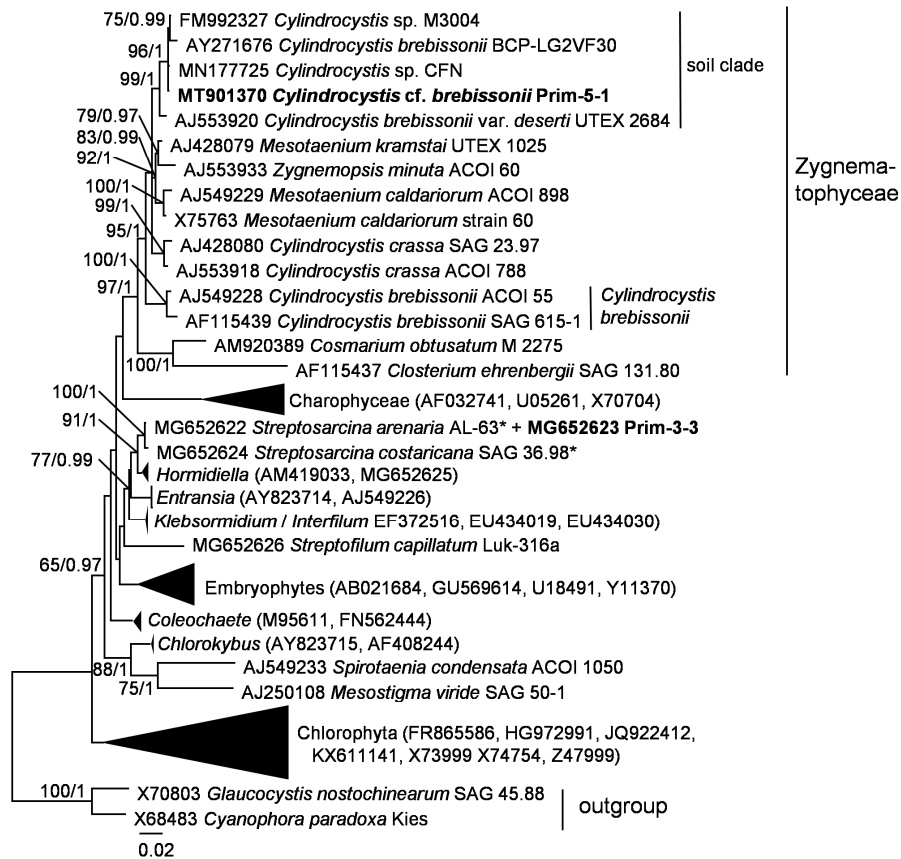 75/0.99
FM992327 Cylindrocystis sp. M3004
96/1
AY271676 Cylindrocystis brebissonii BCP-LG2VF30
99/1
MN177725 Cylindrocystis sp. CFN
soil clade
MT901370 Cylindrocystis cf. brebissonii Prim-5-1
79/0.97
AJ553920 Cylindrocystis brebissonii var. deserti UTEX 2684
83/0.99
AJ428079 Mesotaenium kramstai UTEX 1025
92/1
AJ553933 Zygnemopsis minuta ACOI 60
Zygnema-
tophyceae
100/1
AJ549229 Mesotaenium caldariorum ACOI 898
99/1
X75763 Mesotaenium caldariorum strain 60
95/1
AJ428080 Cylindrocystis crassa SAG 23.97
100/1
AJ553918 Cylindrocystis crassa ACOI 788
97/1
AJ549228 Cylindrocystis brebissonii ACOI 55
AF115439 Cylindrocystis brebissonii SAG 615-1
Cylindrocystis
brebissonii
AM920389 Cosmarium obtusatum M 2275
100/1
AF115437 Closterium ehrenbergii SAG 131.80
100/1
Charophyceae (AF032741, U05261, X70704)
91/1
MG652622 Streptosarcina arenaria AL-63* + MG652623 Prim-3-3
MG652624 Streptosarcina costaricana SAG 36.98*
77/0.99
Hormidiella (AM419033, MG652625)
Entransia (AY823714, AJ549226)
Klebsormidium / Interfilum EF372516, EU434019, EU434030)
MG652626 Streptofilum capillatum Luk-316a
65/0.97
Embryophytes (AB021684, GU569614, U18491, Y11370)
Coleochaete (M95611, FN562444)
Chlorokybus (AY823715, AF408244)
88/1
AJ549233 Spirotaenia condensata ACOI 1050
75/1
AJ250108 Mesostigma viride SAG 50-1
Chlorophyta (FR865586, HG972991, JQ922412,
KX611141, X73999 X74754, Z47999)
100/1
X70803 Glaucocystis nostochinearum SAG 45.88
outgroup
X68483 Cyanophora paradoxa Kies
0.02